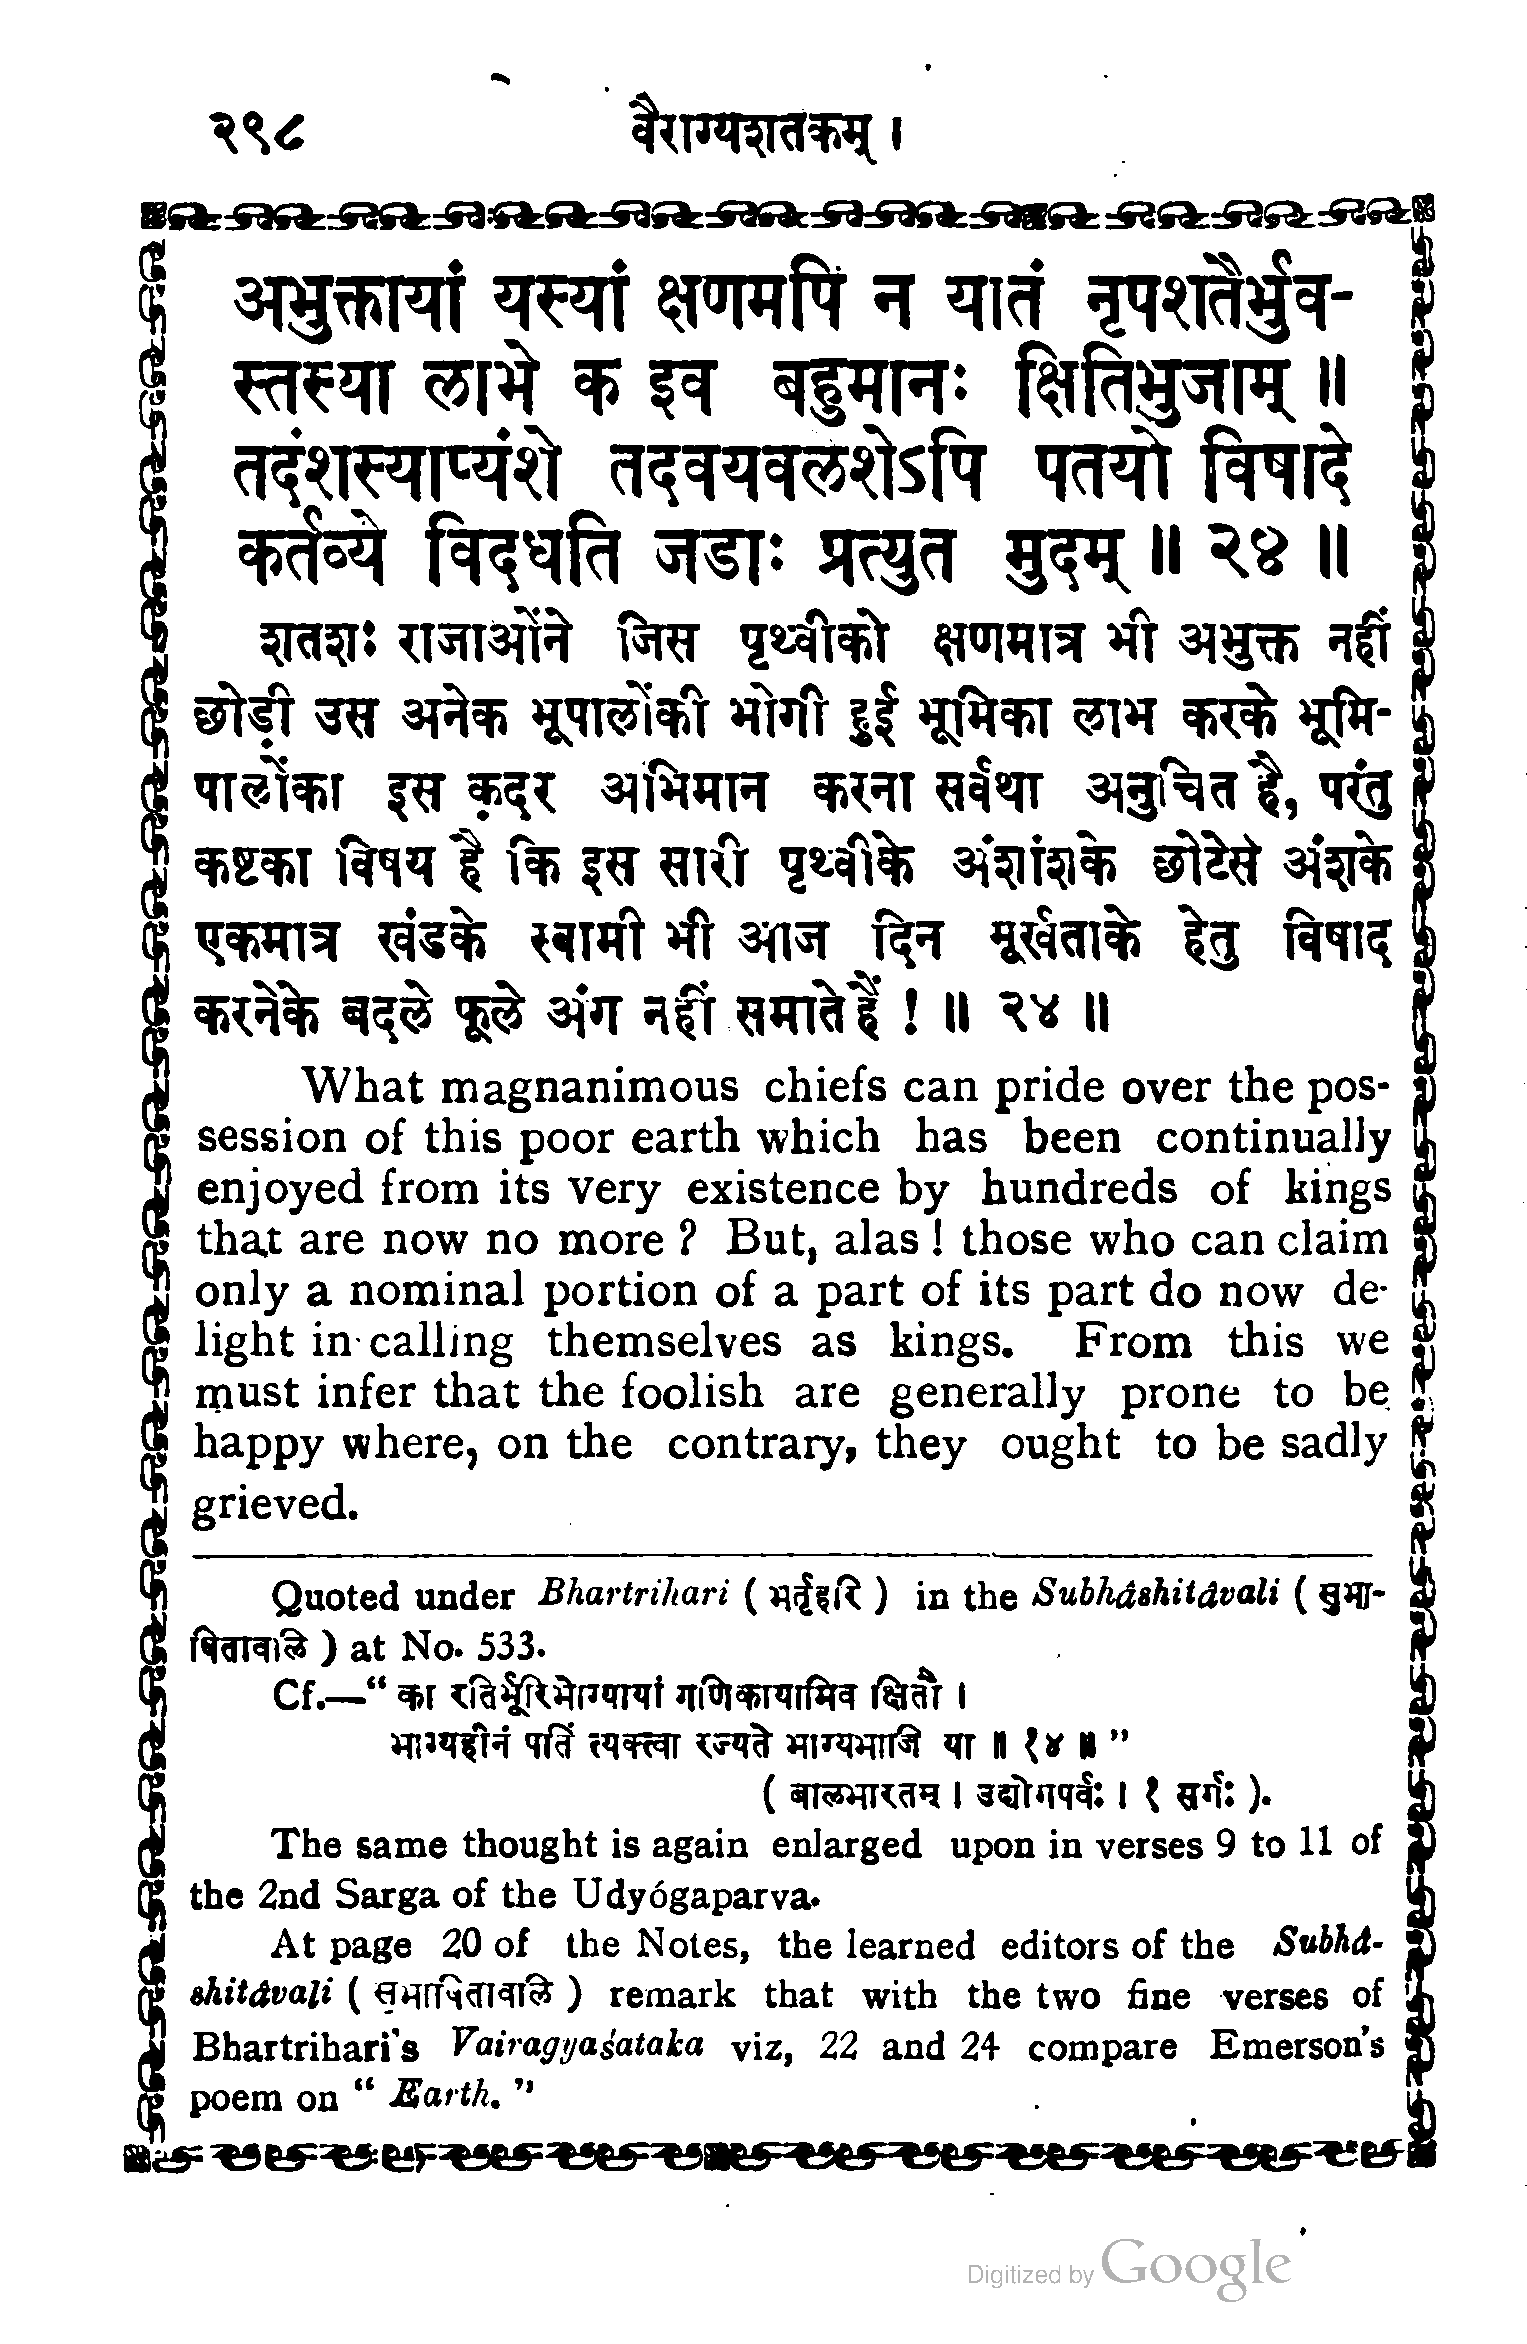 २९८ वैराग्यशतकम् ।
अभुक्तायां यस्यां क्षणमपि न यातं नृपशतैर्भुव-
स्तस्या लाभे क इव बहुमानः क्षितिभुजाम् ॥
तदंशस्याप्यंशे तदवयवलेशेऽपि पतयो विषादे
कर्तव्ये विदधति जडाः प्रत्युत मुदम् ॥ २४ ॥
शतशः राजाओंने जिस पृथ्वीको क्षणमात्र भी अभुक्त नहीं
छोड़ी उस अनेक भूपालोंकी भोगी हुई भूमिका लाभ करके भूमि-
पालोंका इस क़दर अभिमान करना सर्वथा अनुचित है, परंतु
कष्टका विषय है कि इस सारी पृथ्वीके अंशांशके छोटेसे अंशके
एकमात्र खंडके स्वामी भी आज दिन मूर्खताके हेतु विषाद
करनेके बदले फूले अंग नहीं समाते हैं ! ॥ २४ ॥
What magnanimous chiefs can pride over the pos-
session of this poor earth which has been continually
enjoyed from its very existence by hundreds of kings
that are now no more ? But, alas ! those who can claim
only a nominal portion of a part of its part do now de-
light in calling themselves as kings. From this we
must infer that the foolish are generally prone to be
happy where, on the contrary, they ought to be sadly
grieved.
Quoted under Bhartrihari ( भर्तृहरि ) in the Subhâshitâvali ( सुभा-
षितावलि ) at No. 533.
Cf.—“ का रतिर्भूरिभोग्यायां गणिकायामिव क्षितौ ।
भाग्यहीनं पतिं त्यक्त्वा रज्यते भाग्यभाजि या ॥ १४ ॥ ”
( बालभारतम् । उद्योगपर्वः । १ सर्गः ).
The same thought is again enlarged upon in verses 9 to 11 of
the 2nd Sarga of the Udyógaparva.
At page 20 of the Notes, the learned editors of the Subhâ-
shitâvali ( सुभाषितावलि ) remark that with the two fine verses of
Bhartrihari's Vairagyaśataka viz, 22 and 24 compare Emerson's
poem on “ Earth. ”
Digitized by Google